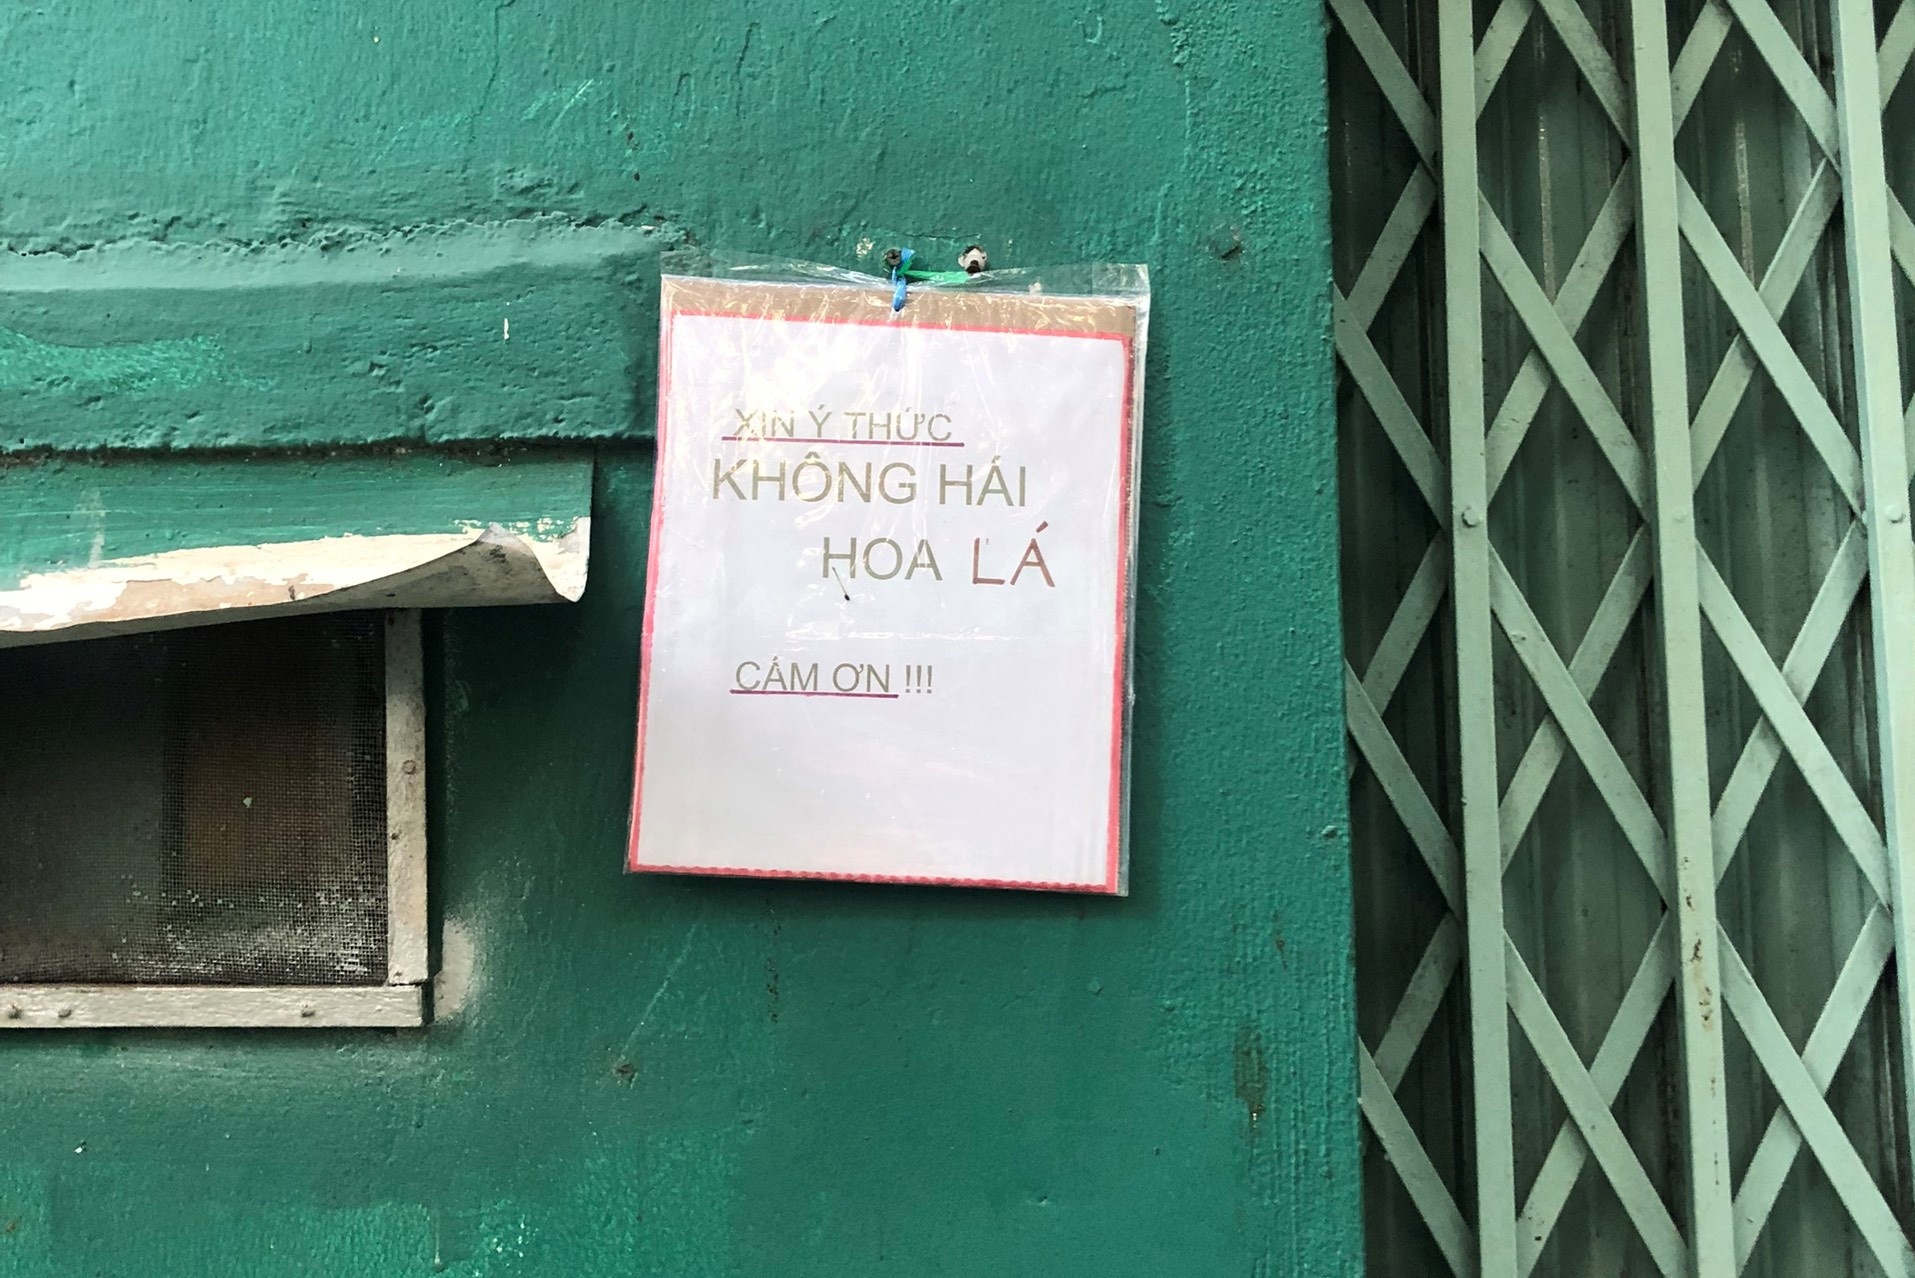 XIN Ý THỨC
KHÔNG HÁI
HOA LÁ
CẢM ƠN !!!